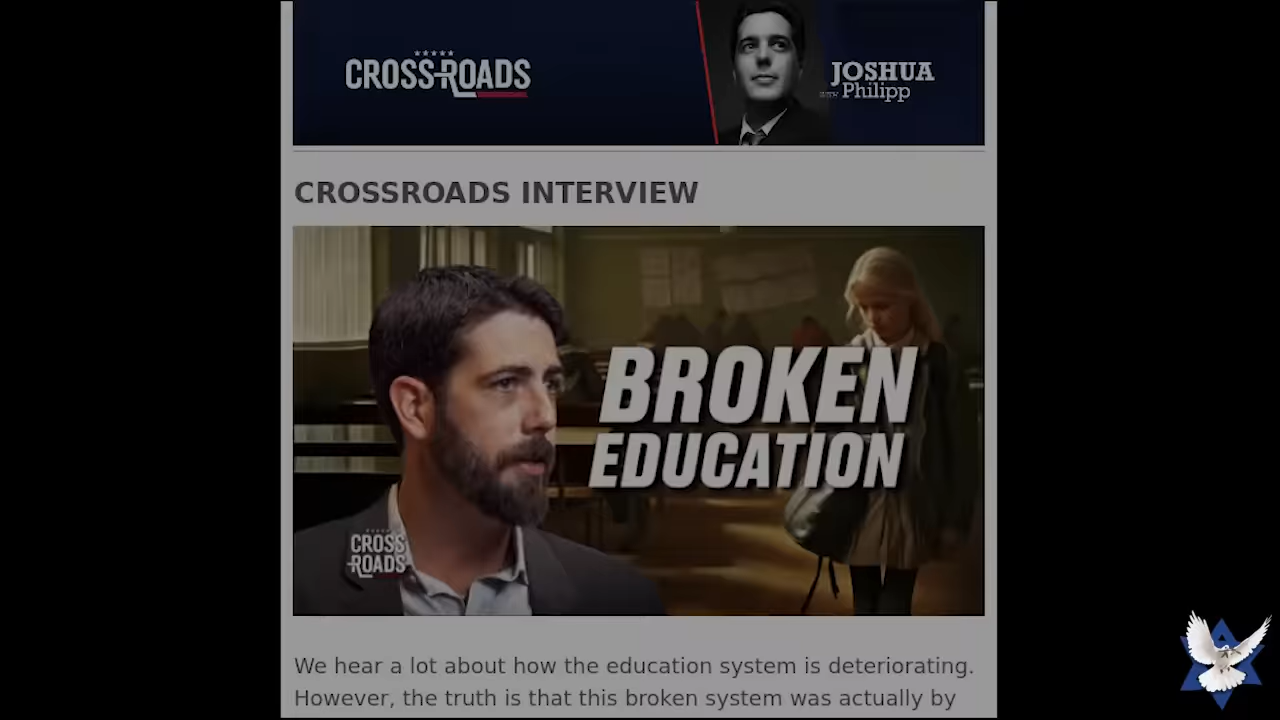 CROSSROADS
JOSHUA
WITH Philipp
CROSSROADS INTERVIEW
BROKEN
EDUCATION
CROSS
ROADS
We hear a lot about how the education system is deteriorating.
However, the truth is that this broken system was actually by